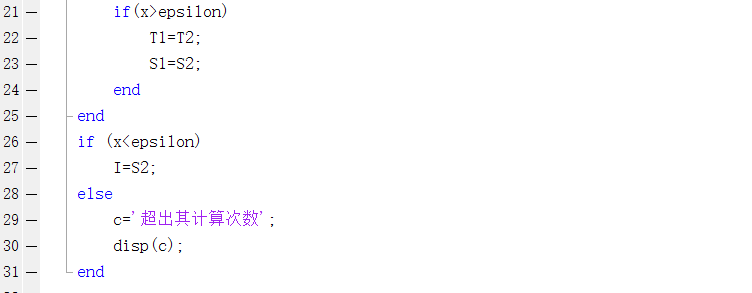 21 — if(x>epsilon)
22 — T1=T2;
23 — S1=S2;
24 — end
25 — end
26 — if (x<epsilon)
27 — I=S2;
28 — else
29 — c='超出其计算次数';
30 — disp(c);
31 — end